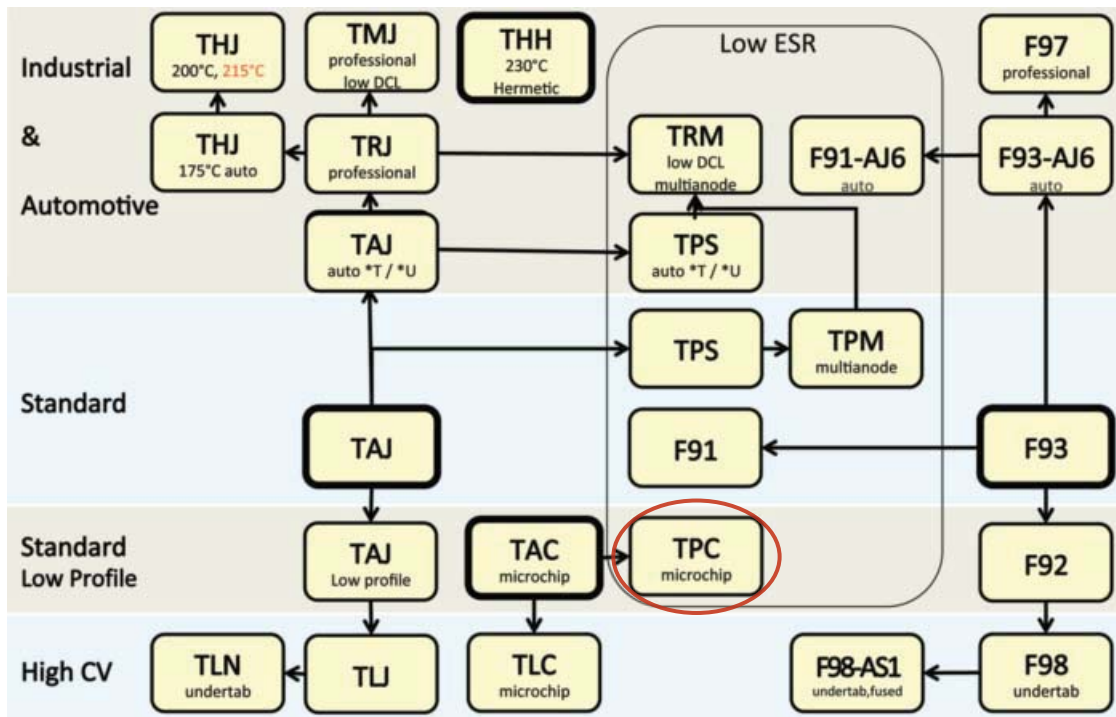 Industrial
&
Automotive
THJ
200°C, 215°C
TMJ
professional
low DCL
THH
230°C
Hermetic
Low ESR
F97
professional
THJ
175°C auto
TRJ
professional
TRM
low DCL
multianode
F91-AJ6
auto
F93-AJ6
auto
TAJ
auto *T / *U
TPS
auto *T / *U
Standard
TPS
TPM
multianode
TAJ
F91
F93
Standard
Low Profile
TAJ
Low profile
TAC
microchip
TPC
microchip
F92
High CV
TLN
undertab
TLJ
TLC
microchip
F98-AS1
undertab,fused
F98
undertab